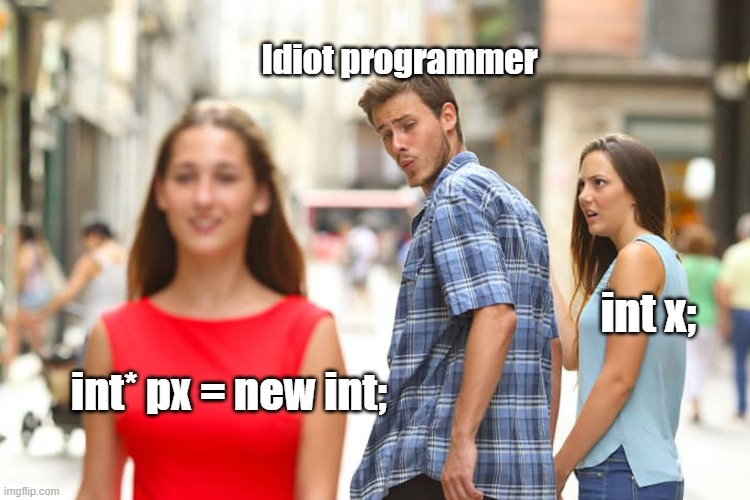 Idiot programmer
int x;
int* px = new int;
imgflip.com